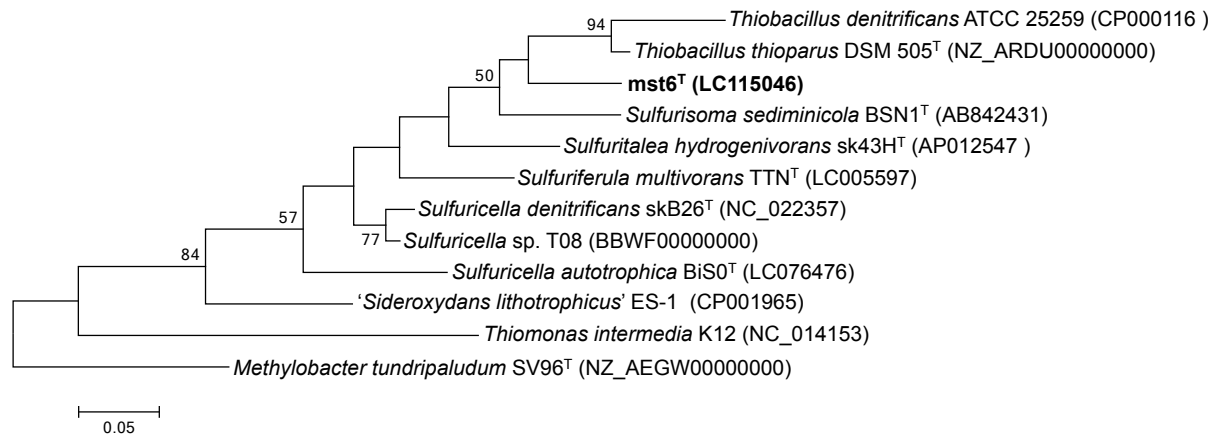 94
Thiobacillus denitrificans ATCC 25259 (CP000116 )
Thiobacillus thioparus DSM 505ᵀ (NZ_ARDU00000000)
mst6ᵀ (LC115046)
50
Sulfurisoma sediminicola BSN1ᵀ (AB842431)
Sulfuritalea hydrogenivorans sk43Hᵀ (AP012547 )
Sulfuriferula multivorans TTNᵀ (LC005597)
57
Sulfuricella denitrificans skB26ᵀ (NC_022357)
77
Sulfuricella sp. T08 (BBWF00000000)
84
Sulfuricella autotrophica BiS0ᵀ (LC076476)
‘Sideroxydans lithotrophicus’ ES-1 (CP001965)
Thiomonas intermedia K12 (NC_014153)
Methylobacter tundripaludum SV96ᵀ (NZ_AEGW00000000)
0.05